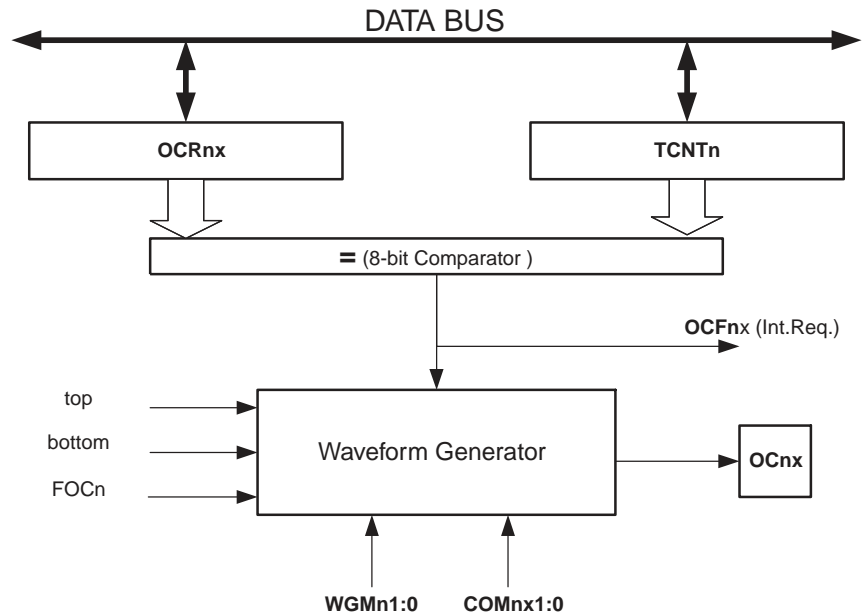 DATA BUS
OCRnx
TCNTn
= (8-bit Comparator )
OCFnx (Int.Req.)
top
bottom
FOCn
Waveform Generator
OCnx
WGMn1:0
COMnx1:0